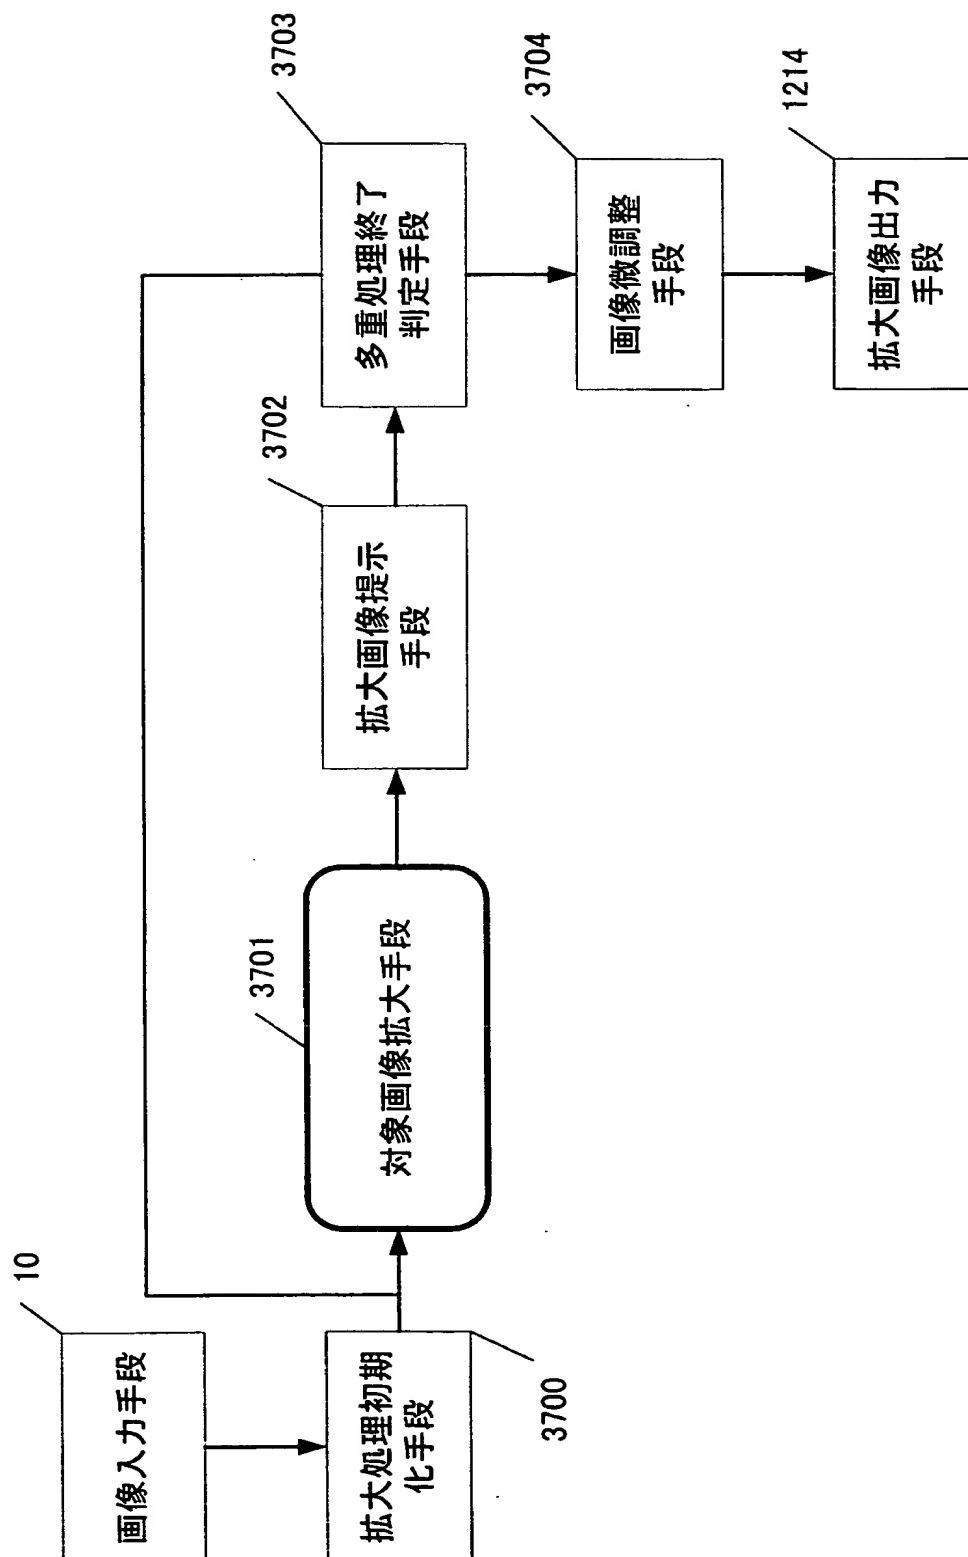 10
画像入力手段
拡大処理初期
化手段
3700
3701
対象画像拡大手段
3702
拡大画像提示
手段
3703
多重処理終了
判定手段
3704
画像微調整
手段
1214
拡大画像出力
手段